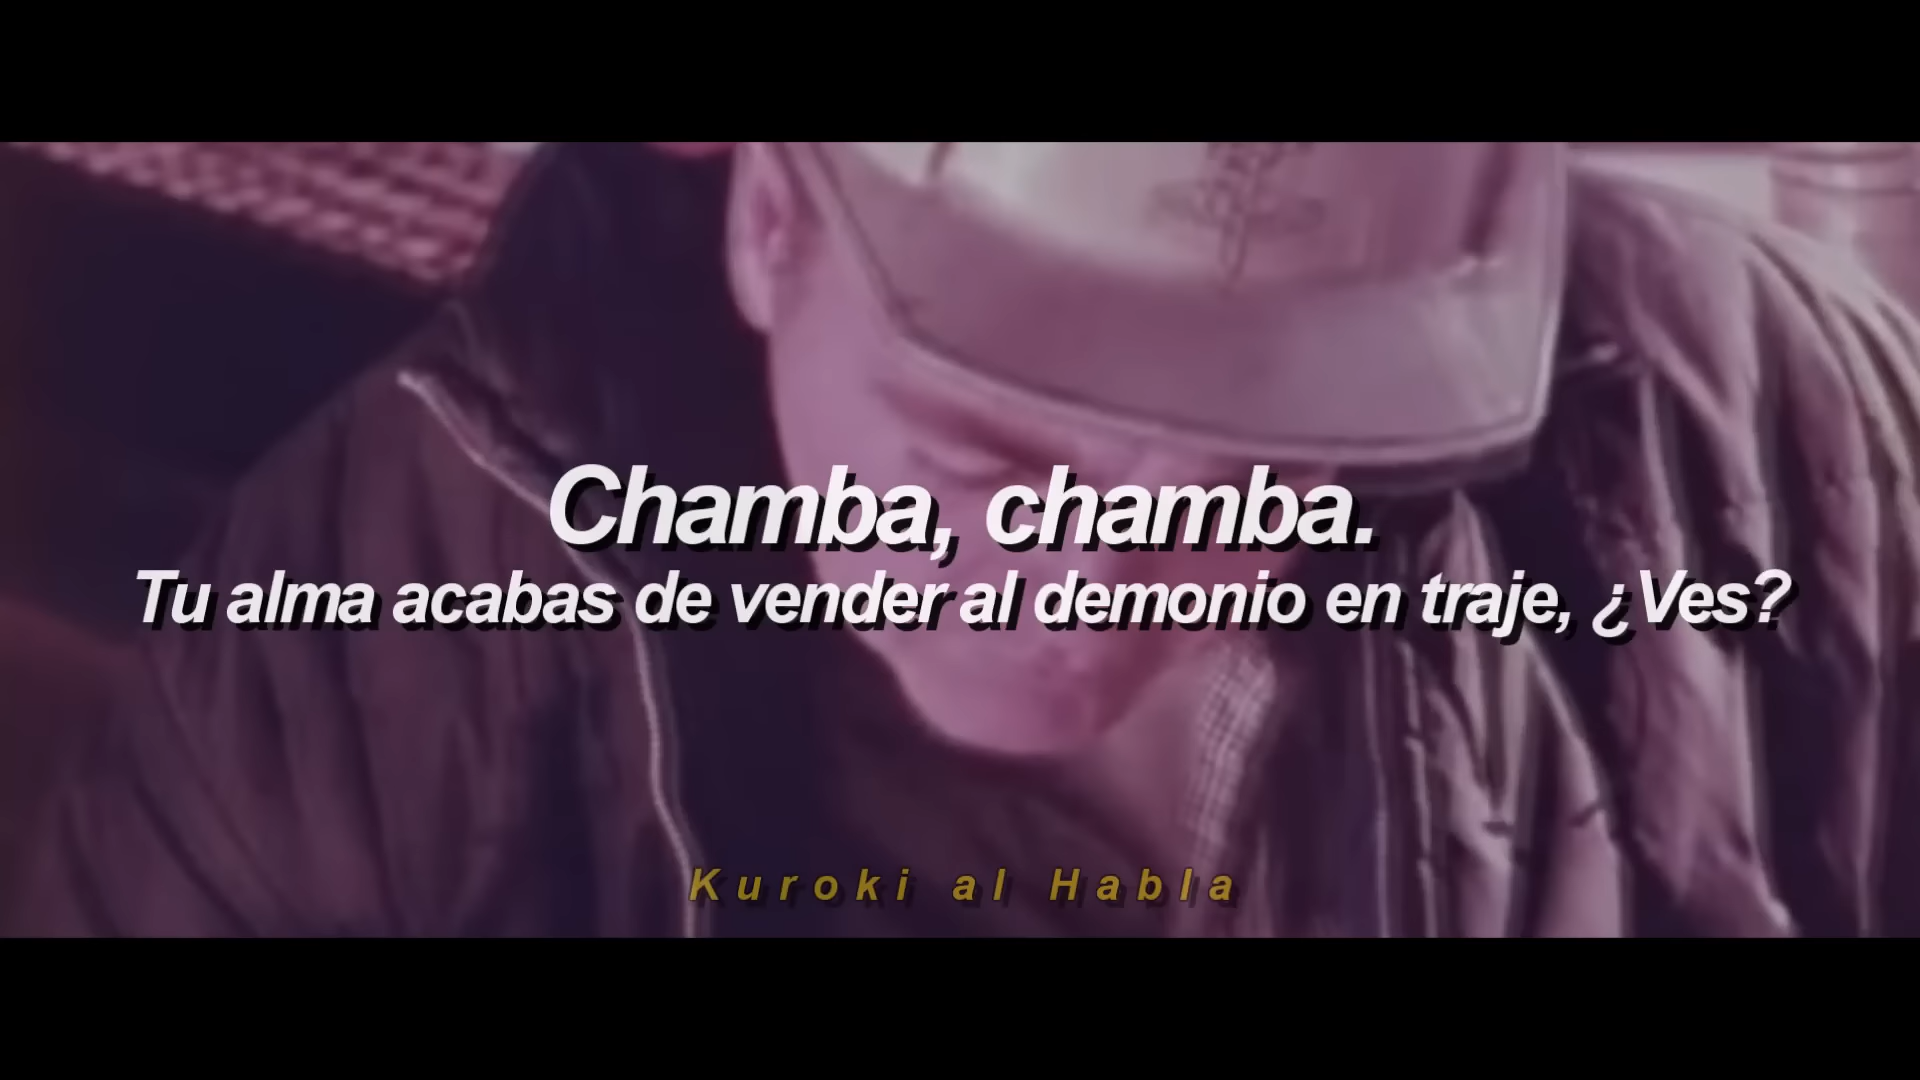 Chamba, chamba.
Tu alma acabas de vender al demonio en traje, ¿Ves?
Kuroki al Habla